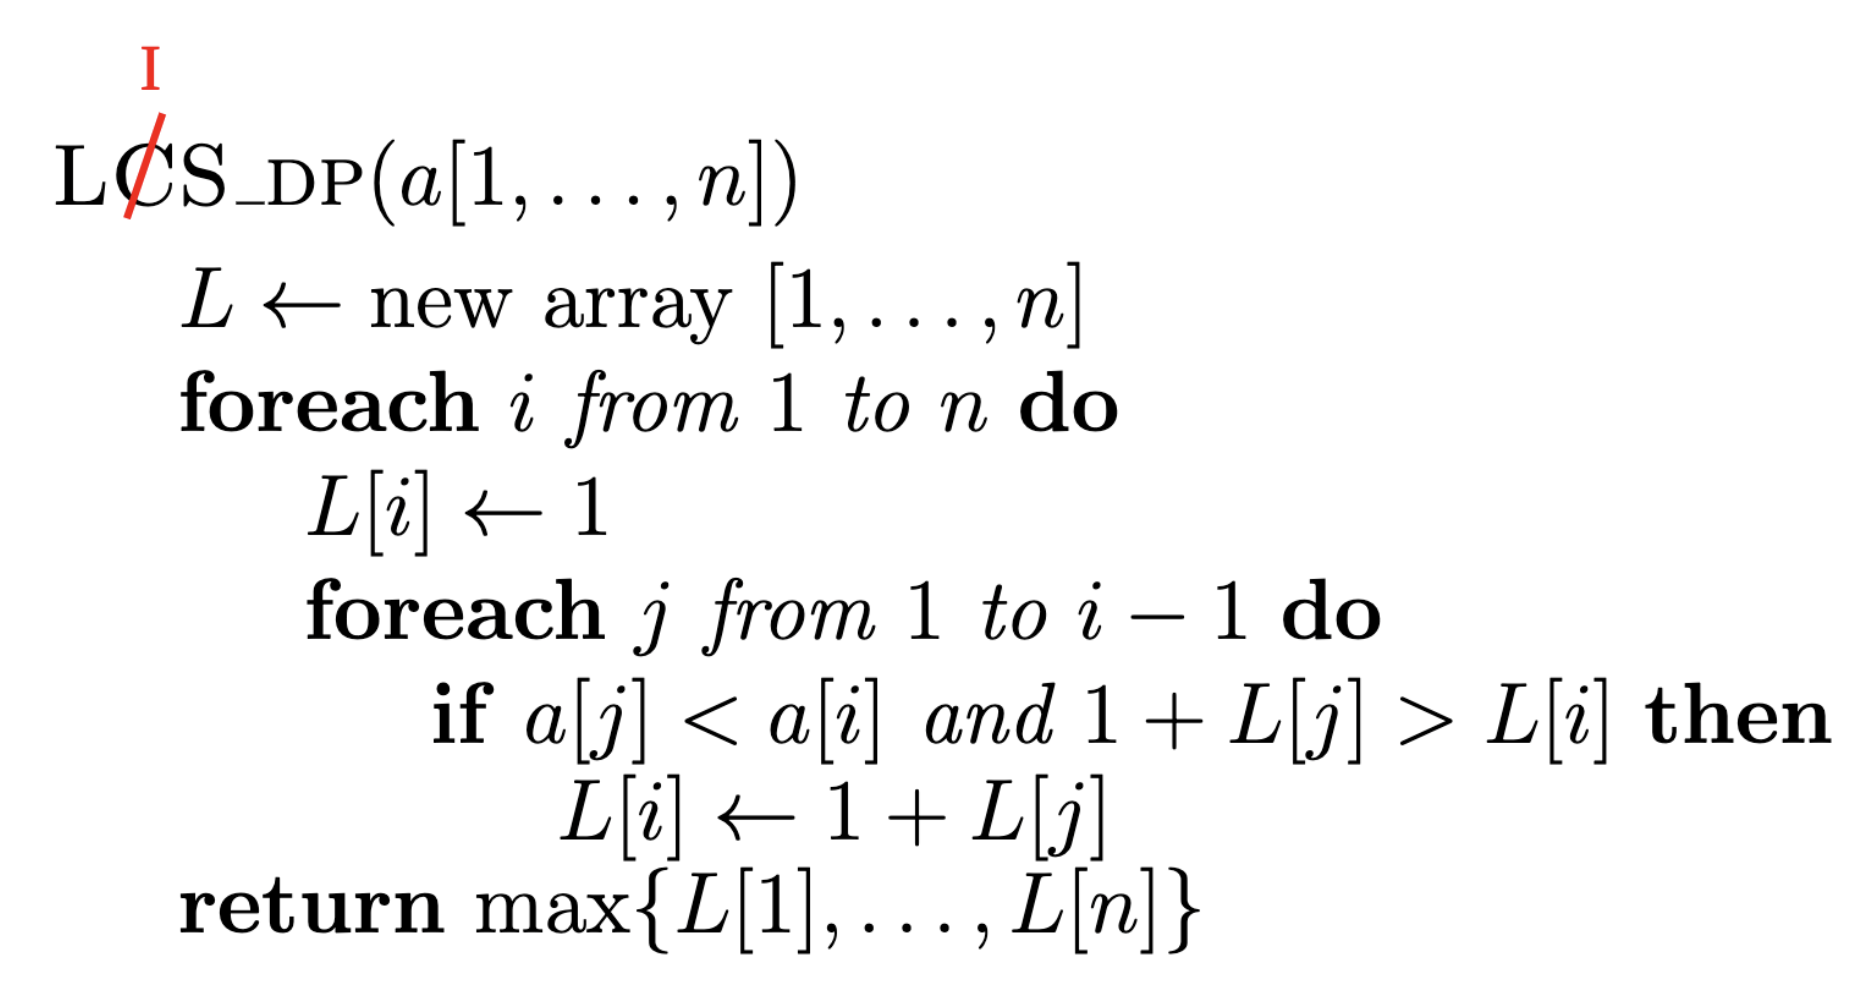 I
LCS_DP(a[1, . . . , n])
L ← new array [1, . . . , n]
foreach i from 1 to n do
L[i] ← 1
foreach j from 1 to i − 1 do
if a[j] < a[i] and 1 + L[j] > L[i] then
L[i] ← 1 + L[j]
return max{L[1], . . . , L[n]}